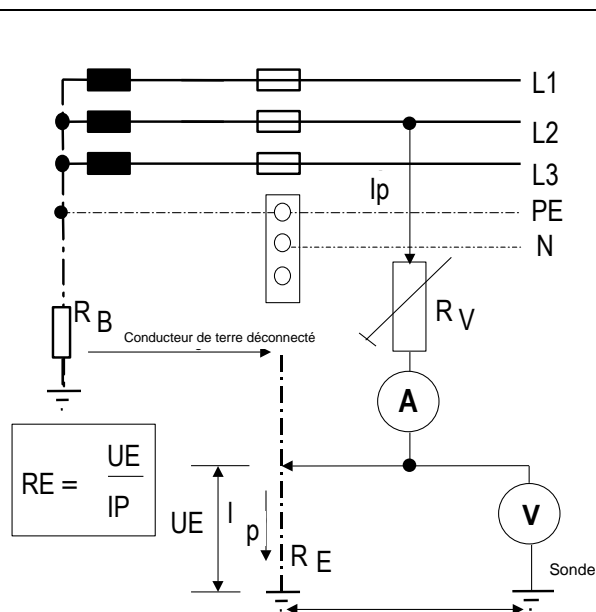 L1
L2
L3
Ip
PE
N
R B
R V
Conducteur de terre déconnecté
A
RE = UE
IP
UE
I p
V
R E
Sonde